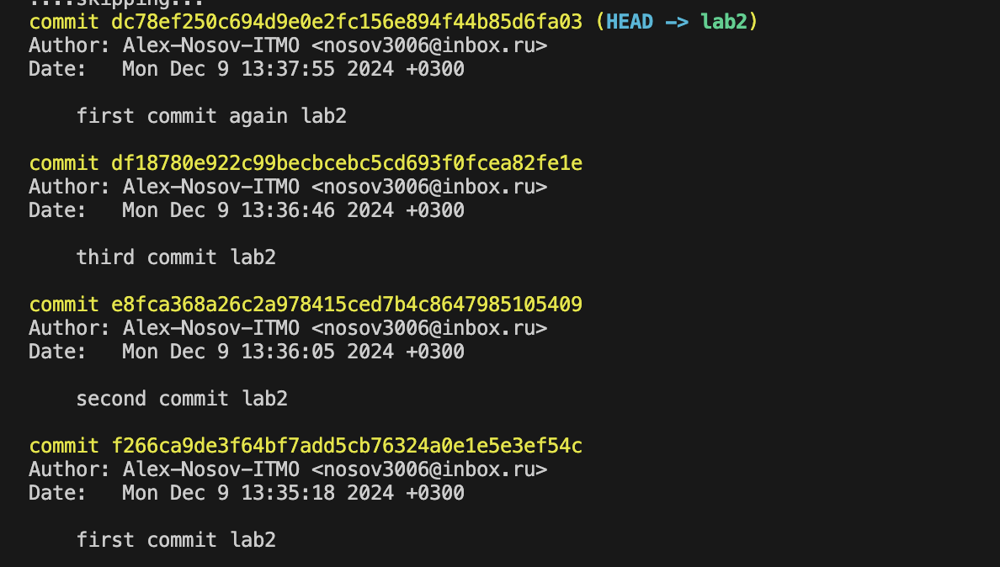 ...skipping...
commit dc78ef250c694d9e0e2fc156e894f44b85d6fa03 (HEAD -> lab2)
Author: Alex-Nosov-ITMO <nosov3006@inbox.ru>
Date:   Mon Dec 9 13:37:55 2024 +0300
first commit again lab2
commit df18780e922c99becbcebc5cd693f0fcea82fe1e
Author: Alex-Nosov-ITMO <nosov3006@inbox.ru>
Date:   Mon Dec 9 13:36:46 2024 +0300
third commit lab2
commit e8fca368a26c2a978415ced7b4c8647985105409
Author: Alex-Nosov-ITMO <nosov3006@inbox.ru>
Date:   Mon Dec 9 13:36:05 2024 +0300
second commit lab2
commit f266ca9de3f64bf7add5cb76324a0e1e5e3ef54c
Author: Alex-Nosov-ITMO <nosov3006@inbox.ru>
Date:   Mon Dec 9 13:35:18 2024 +0300
first commit lab2